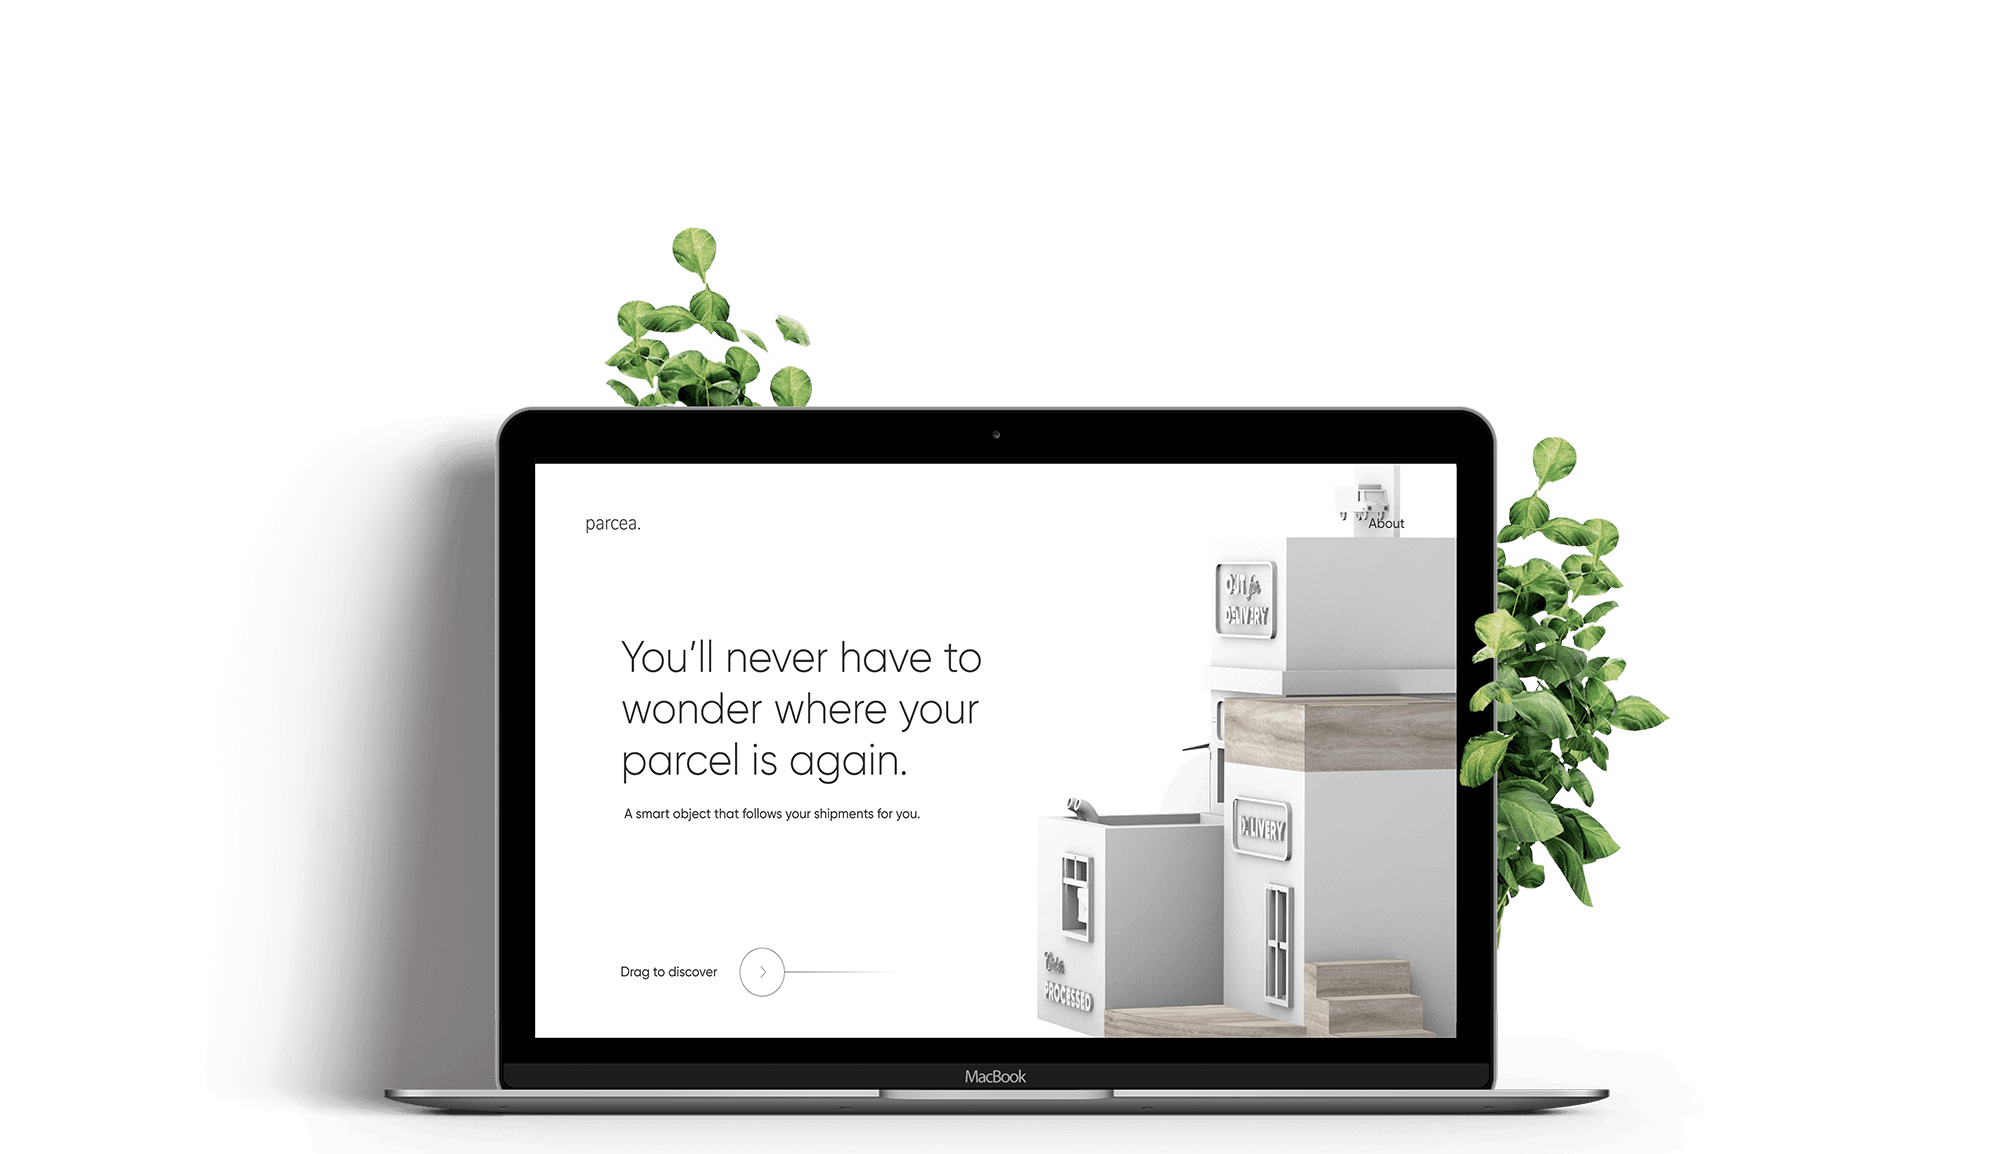 parcea.
About
OUT for
DELIVERY
You'll never have to
wonder where your
parcel is again.
A smart object that follows your shipments for you.
DELIVERY
Order
PROCESSED
Drag to discover
MacBook